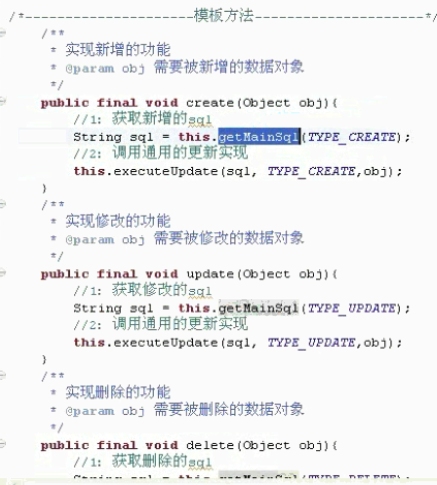 /*---------------------模板方法---------------------*/
/**
* 实现新增的功能
* @param obj 需要被新增的数据对象
*/
public final void create(Object obj){
//1: 获取新增的sql
String sql = this.getMainSql(TYPE_CREATE);
//2: 调用通用的更新实现
this.executeUpdate(sql, TYPE_CREATE,obj);
}
/**
* 实现修改的功能
* @param obj 需要被修改的数据对象
*/
public final void update(Object obj){
//1: 获取修改的sql
String sql = this.getMainSql(TYPE_UPDATE);
//2: 调用通用的更新实现
this.executeUpdate(sql, TYPE_UPDATE,obj);
}
/**
* 实现删除的功能
* @param obj 需要被删除的数据对象
*/
public final void delete(Object obj){
//1: 获取删除的sql
String sql = this.getMainSql(TYPE_DELETE);